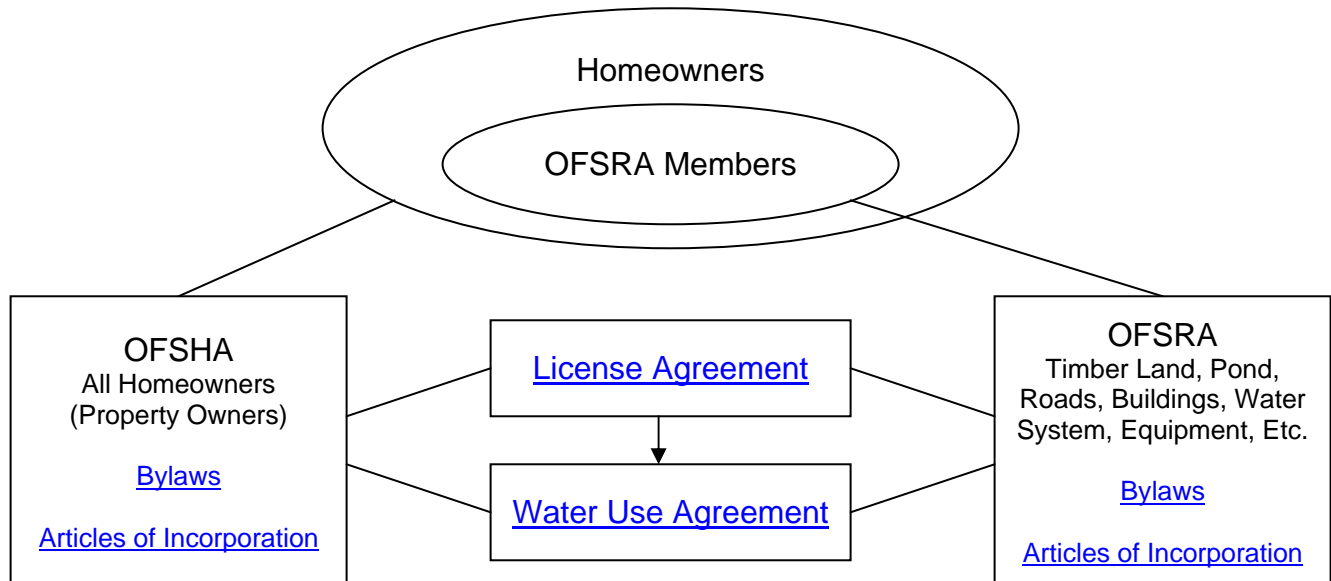 Homeowners
OFSRA Members
OFSHA
All Homeowners
(Property Owners)
Bylaws
Articles of Incorporation
License Agreement
Water Use Agreement
OFSRA
Timber Land, Pond,
Roads, Buildings, Water
System, Equipment, Etc.
Bylaws
Articles of Incorporation